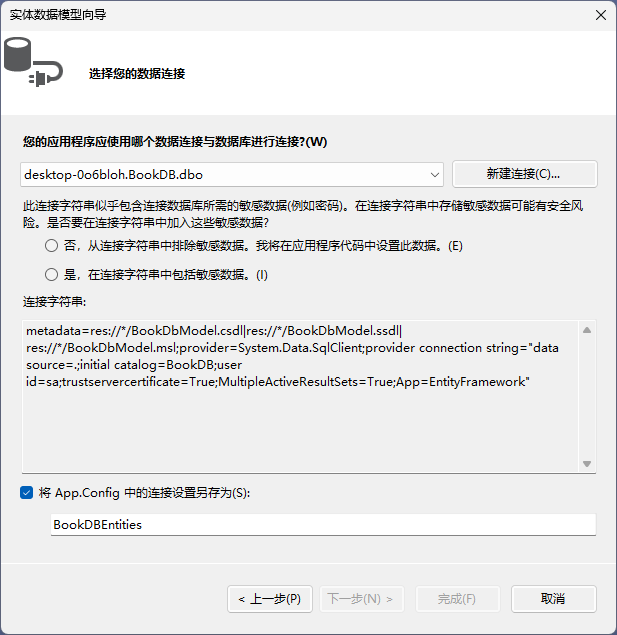 实体数据模型向导
选择您的数据连接
您的应用程序应使用哪个数据连接与数据库进行连接?(W)
desktop-0o6bloh.BookDB.dbo
新建连接(C)...
此连接字符串似乎包含连接数据库所需的敏感数据(例如密码)。在连接字符串中存储敏感数据可能有安全风
险。是否要在连接字符串中加入这些敏感数据?
否，从连接字符串中排除敏感数据。我将在应用程序代码中设置此数据。(E)
是，在连接字符串中包括敏感数据。(I)
连接字符串:
metadata=res://*/BookDbModel.csdl|res://*/BookDbModel.ssdl|
res://*/BookDbModel.msl;provider=System.Data.SqlClient;provider connection string="data
source=.;initial catalog=BookDB;user
id=sa;trustservercertificate=True;MultipleActiveResultSets=True;App=EntityFramework"
将 App.Config 中的连接设置另存为(S):
BookDBEntities
< 上一步(P)
下一步(N) >
完成(F)
取消